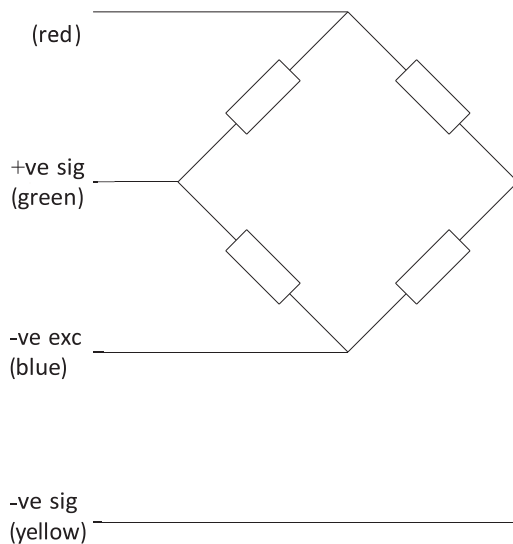 (red)
+ve sig
(green)
-ve exc
(blue)
-ve sig
(yellow)